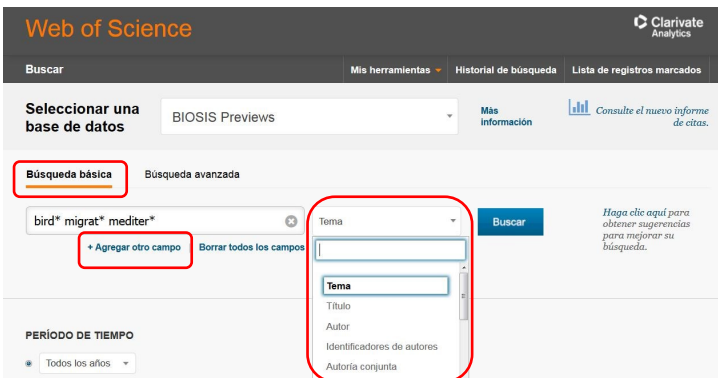 Web of Science
Clarivate
Analytics
Buscar
Mis herramientas
Historial de búsqueda
Lista de registros marcados
Seleccionar una
base de datos
BIOSIS Previews
Más
información
Consulte el nuevo informe
de citas.
Búsqueda básica
Búsqueda avanzada
bird* migrat* mediter*
Tema
Buscar
Haga clic aquí para
obtener sugerencias
para mejorar su
búsqueda.
+ Agregar otro campo
Borrar todos los campos
Tema
Título
Autor
Identificadores de autores
Autoría conjunta
PERÍODO DE TIEMPO
Todos los años